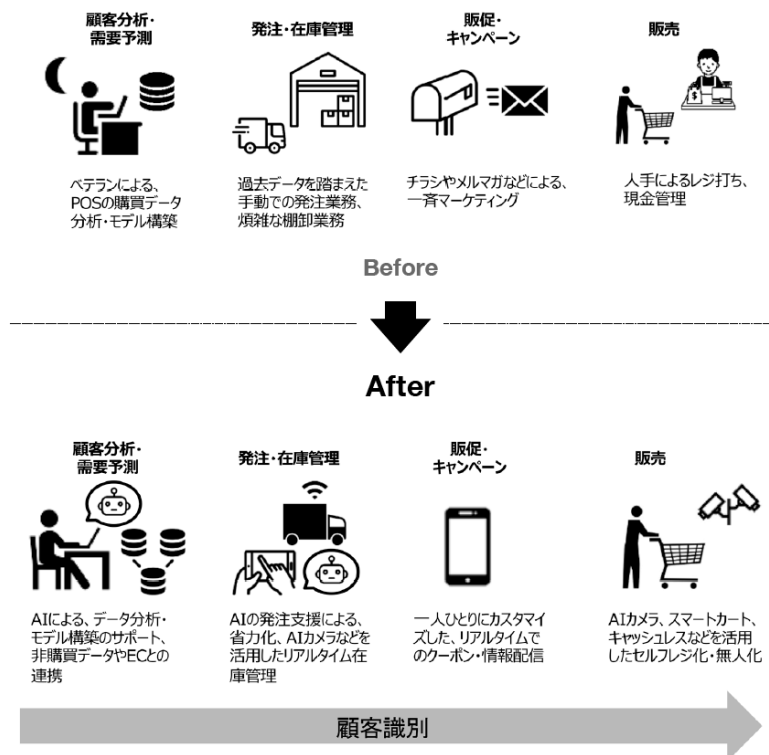 顧客分析・
需要予測
発注・在庫管理
販促・
キャンペーン
販売
$
ベテランによる、
POSの購買データ
分析・モデル構築
過去データを踏まえた
手動での発注業務、
煩雑な棚卸業務
チラシやメルマガなどによる、
一斉マーケティング
人手によるレジ打ち、
現金管理
Before
After
顧客分析・
需要予測
発注・在庫管理
販促・
キャンペーン
販売
AIによる、データ分析・
モデル構築のサポート、
非購買データやECとの
連携
AIの発注支援による、
省力化、AIカメラなどを
活用したリアルタイム在
庫管理
一人ひとりにカスタマイ
ズした、リアルタイムで
のクーポン・情報配信
AIカメラ、スマートカート、
キャッシュレスなどを活用
したセルフレジ化・無人化
顧客識別